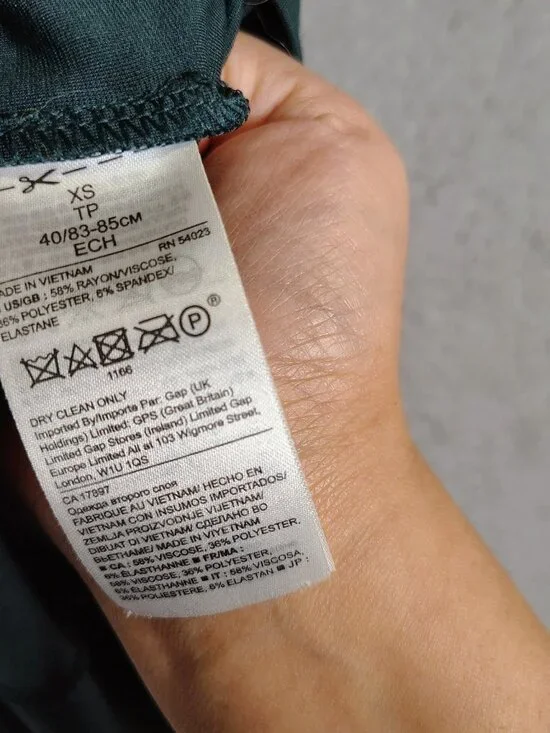 XS
TP
40/83-85см
ECH
RN 54023
ADE IN VIETNAM
US/GB : 58% RAYON/VISCOSE,
36% POLYESTER, 6% SPANDEX/
ELASTANE
P®
1166
DRY CLEAN ONLY
Imported By/Importe Par: Gap (UK
Holdings) Limited: GPS (Great Britain)
Limited Gap Stores (Ireland) Limited Gap
Europe Limited All at 103 Wigmore Street,
London, W1U 1QS
CA 17897
Одежда второго слоя
FABRIQUE AU VIETNAM/ HECHO EN
VIETNAM CON INSUMOS IMPORTADOS/
ZEMLJA PROIZVODNJE VIJETNAM/
DIBUAT DI VIETNAM/ СДЕЛАНО ВО
ВЬЕТНАМЕ/ MADE IN VIYETNAM
■ CA : 58% VISCOSE, 36% POLYESTER,
6% ÉLASTHANNE ■ FR/MA :
58% VISCOSE, 36% POLYESTER,
6% ÉLASTHANNE ■ IT : 58% VISCOSA,
36% POLIESTERE, 6% ELASTAN ■ JP :